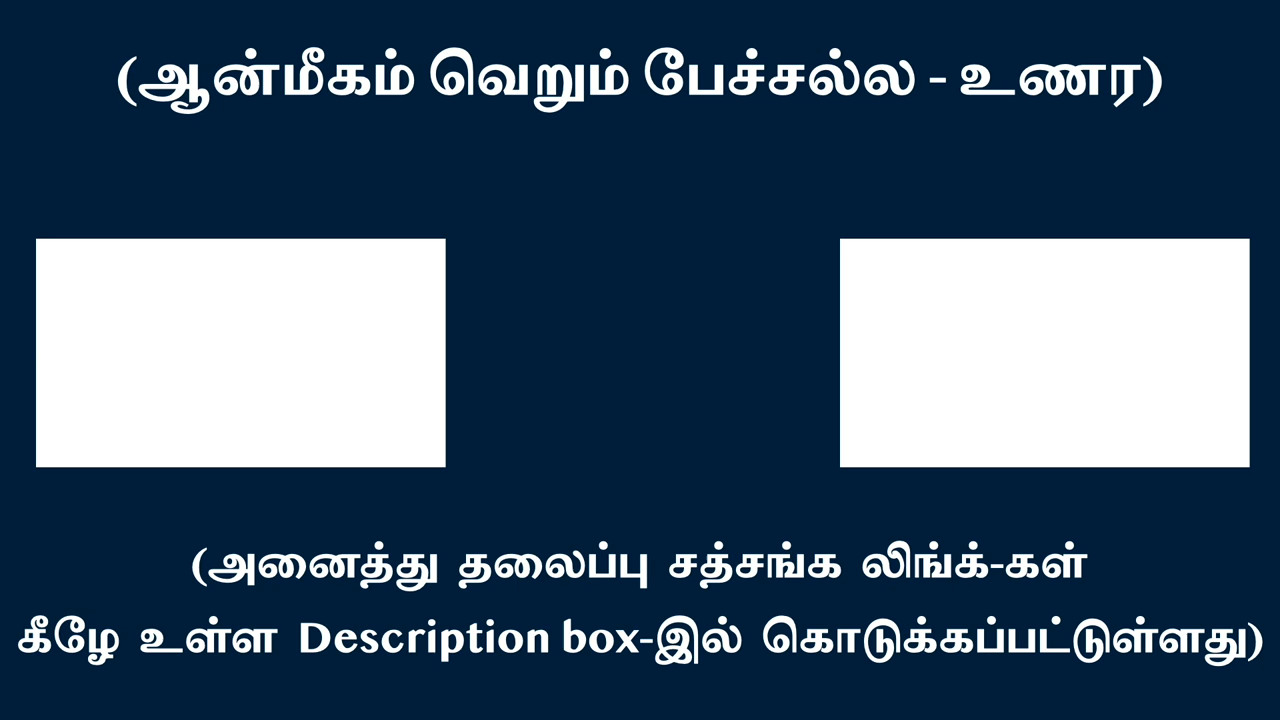 (ஆன்மீகம் வெறும் பேச்சல்ல - உணர)
(அனைத்து தலைப்பு சத்சங்க லிங்க்-கள்
கீழே உள்ள Description box-இல் கொடுக்கப்பட்டுள்ளது)